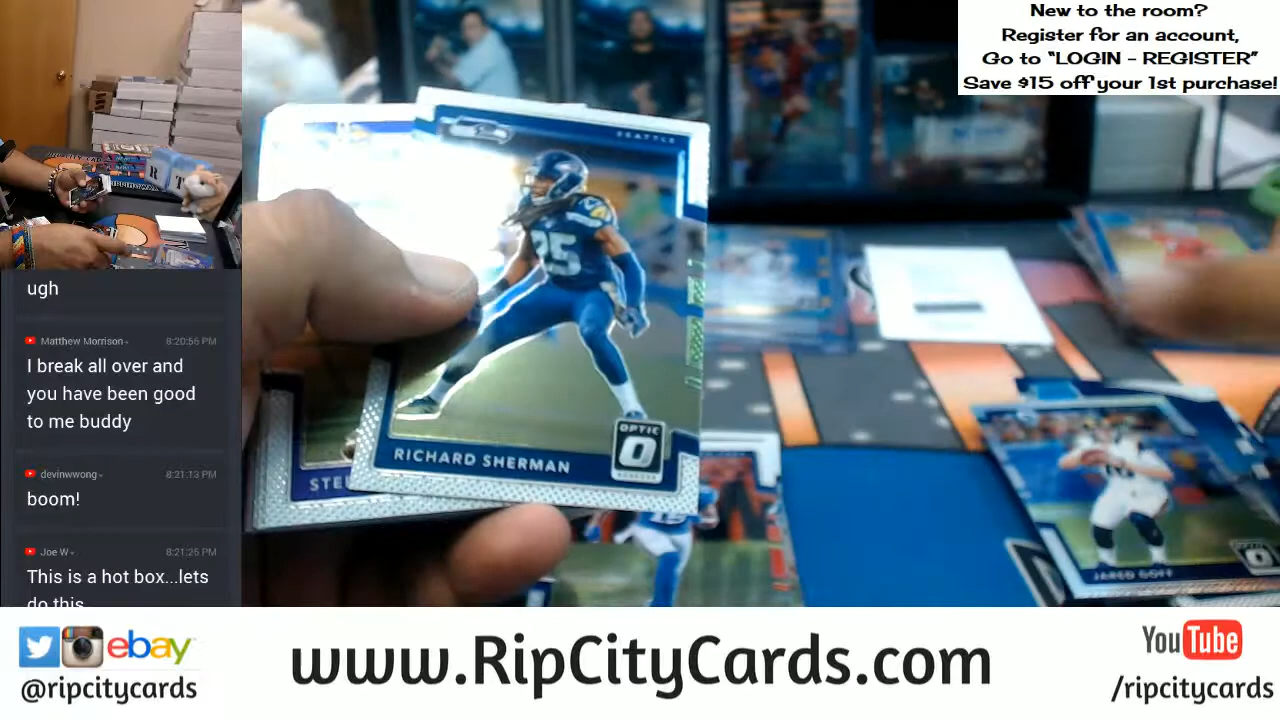 New to the room?
Register for an account,
Go to “LOGIN - REGISTER”
Save $15 off your 1st purchase!
SEATTLE
25
OPTIC
RICHARD SHERMAN
JARED GOFF
ugh
Matthew Morrison
8:20:56 PM
I break all over and
you have been good
to me buddy
devinwwong
8:21:13 PM
boom!
Joe W
8:21:25 PM
This is a hot box...lets
do this
ebay
@ripcitycards
www.RipCityCards.com
YouTube
/ripcitycards